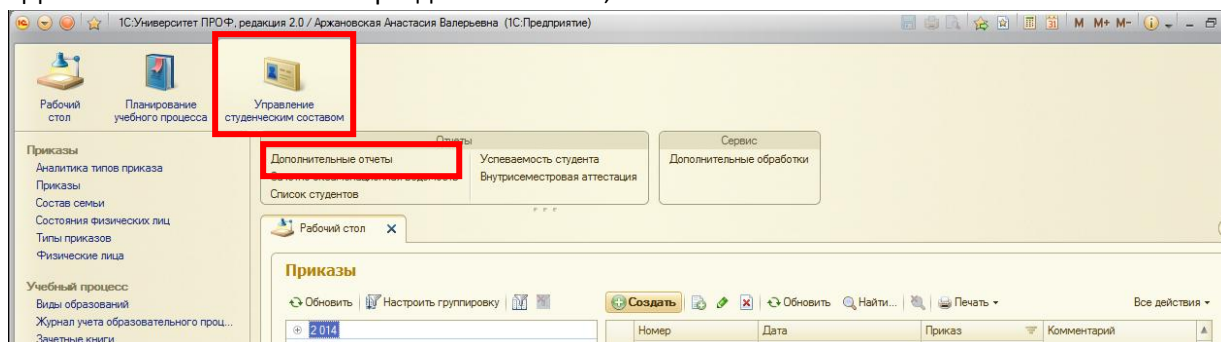 1С:Университет ПРОФ, редакция 2.0 / Аржановская Анастасия Валерьевна (1С:Предприятие)
M M+ M-
Рабочий стол
Планирование учебного процесса
Управление студенческим составом
Приказы
Аналитика типов приказа
Приказы
Состав семьи
Состояния физических лиц
Типы приказов
Физические лица
Учебный процесс
Виды образований
Журнал учета образовательного проц...
Зачетные книги
Отчеты
Дополнительные отчеты
Успеваемость студента
Внутрисеместровая аттестация
Список студентов
Сервис
Дополнительные обработки
Рабочий стол
Приказы
Обновить
Настроить группировку
Создать
Обновить
Найти...
Печать
Все действия
2 014
Номер
Дата
Приказ
Комментарий